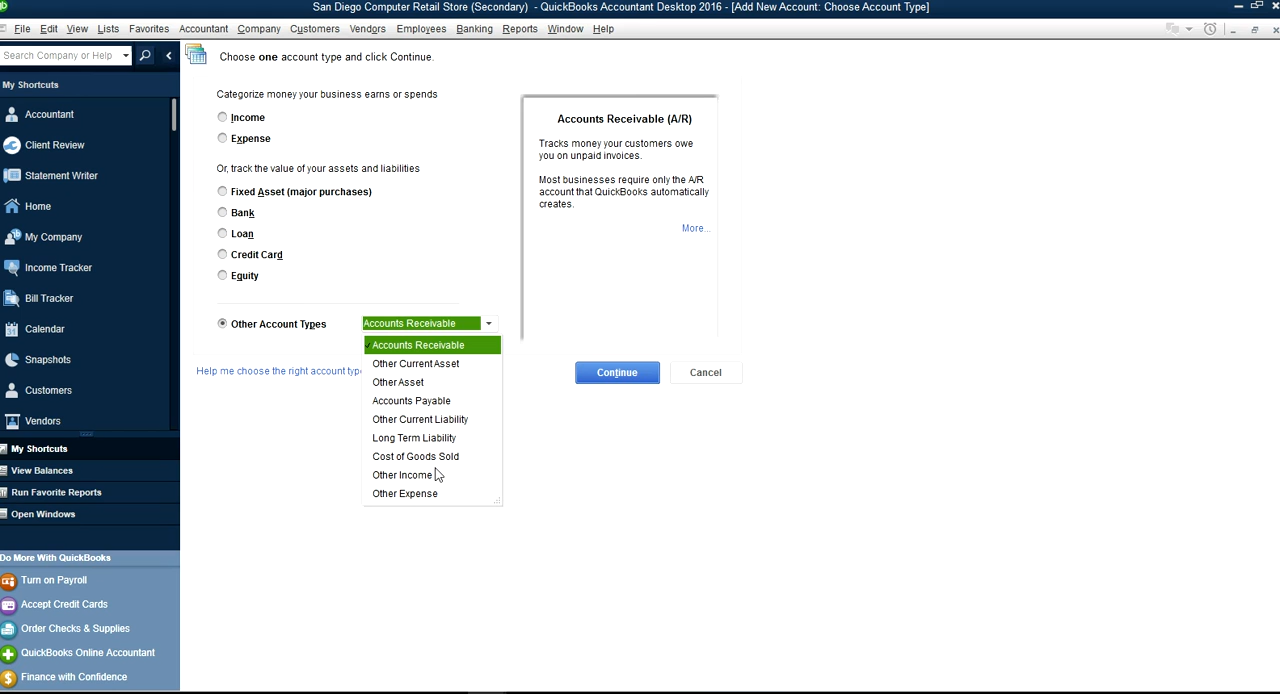 San Diego Computer Retail Store (Secondary) - QuickBooks Accountant Desktop 2016 - [Add New Account: Choose Account Type]
File Edit View Lists Favorites Accountant Company Customers Vendors Employees Banking Reports Window Help
Search Company or Help
My Shortcuts
Accountant
Client Review
Statement Writer
Home
My Company
Income Tracker
Bill Tracker
Calendar
Snapshots
Customers
Vendors
My Shortcuts
View Balances
Run Favorite Reports
Open Windows
Do More With QuickBooks
Turn on Payroll
Accept Credit Cards
Order Checks & Supplies
QuickBooks Online Accountant
Finance with Confidence
Choose one account type and click Continue.
Categorize money your business earns or spends
Income
Expense
Or, track the value of your assets and liabilities
Fixed Asset (major purchases)
Bank
Loan
Credit Card
Equity
Other Account Types Accounts Receivable
Accounts Receivable
Other Current Asset
Other Asset
Accounts Payable
Other Current Liability
Long Term Liability
Cost of Goods Sold
Other Income
Other Expense
Help me choose the right account type
Accounts Receivable (A/R)
Tracks money your customers owe
you on unpaid invoices.
Most businesses require only the A/R
account that QuickBooks automatically
creates.
More...
Continue Cancel